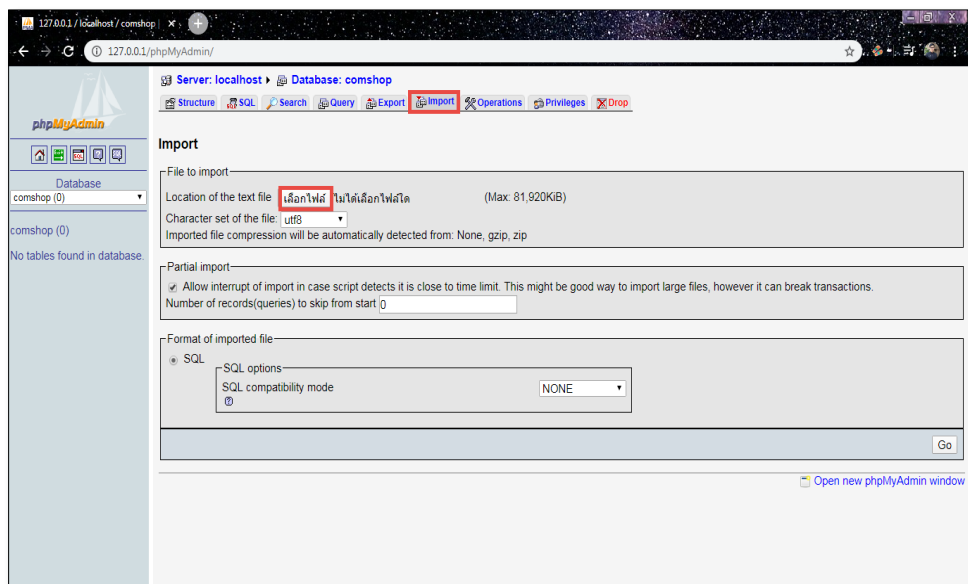 127.0.0.1 / localhost / comshop |
127.0.0.1/phpMyAdmin/
phpMyAdmin
Database
comshop (0)
comshop (0)
No tables found in database.
Server: localhost ▸ Database: comshop
Structure SQL Search Query Export Import Operations Privileges Drop
Import
File to import
Location of the text file เลือกไฟล์ ไม่ได้เลือกไฟล์ใด (Max: 81,920KiB)
Character set of the file: utf8
Imported file compression will be automatically detected from: None, gzip, zip
Partial import
Allow interrupt of import in case script detects it is close to time limit. This might be good way to import large files, however it can break transactions.
Number of records(queries) to skip from start 0
Format of imported file
SQL
SQL options
SQL compatibility mode NONE
Go
Open new phpMyAdmin window